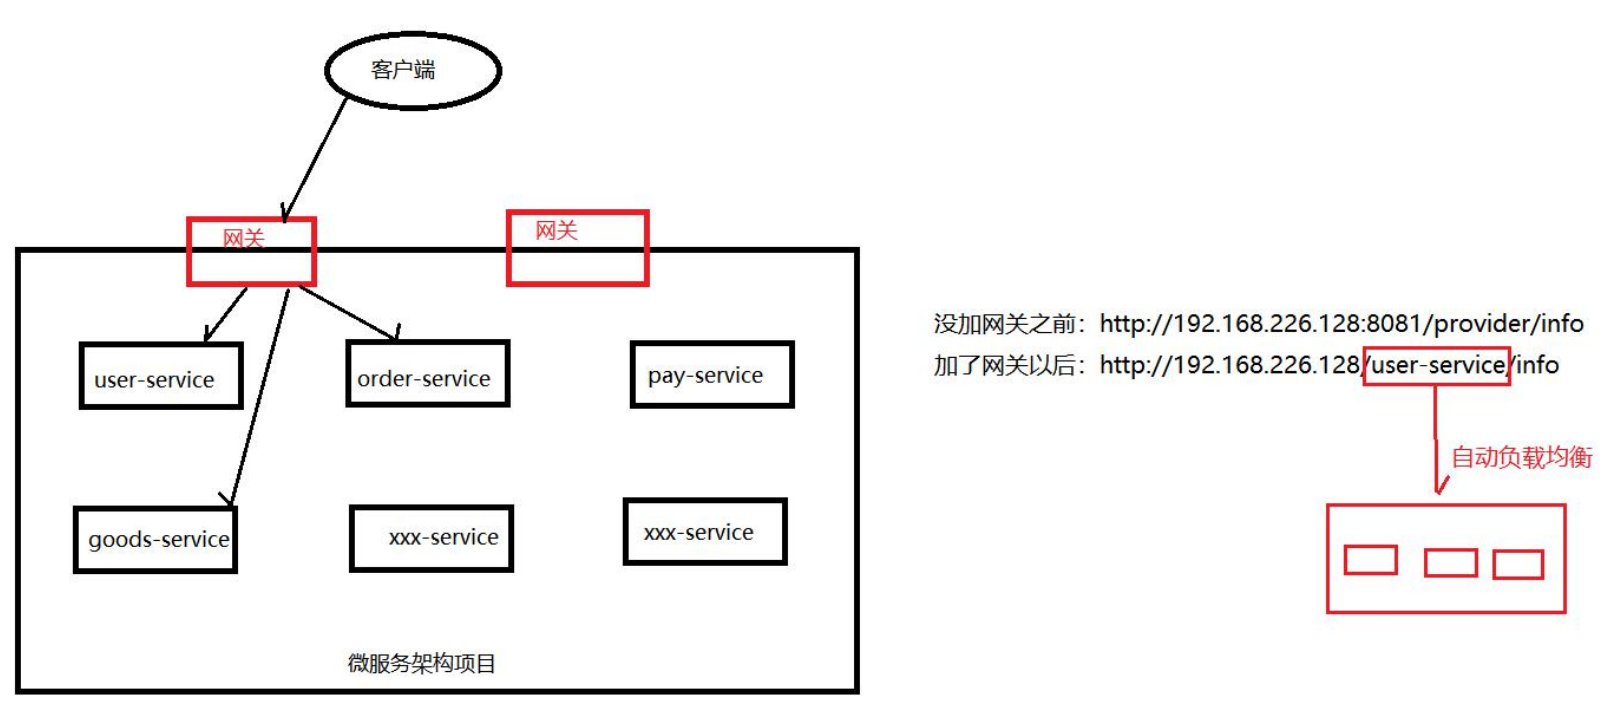 客户端
网关
网关
user-service
order-service
pay-service
goods-service
xxx-service
xxx-service
微服务架构项目
没加网关之前：http://192.168.226.128:8081/provider/info
加了网关以后：http://192.168.226.128/user-service/info
自动负载均衡